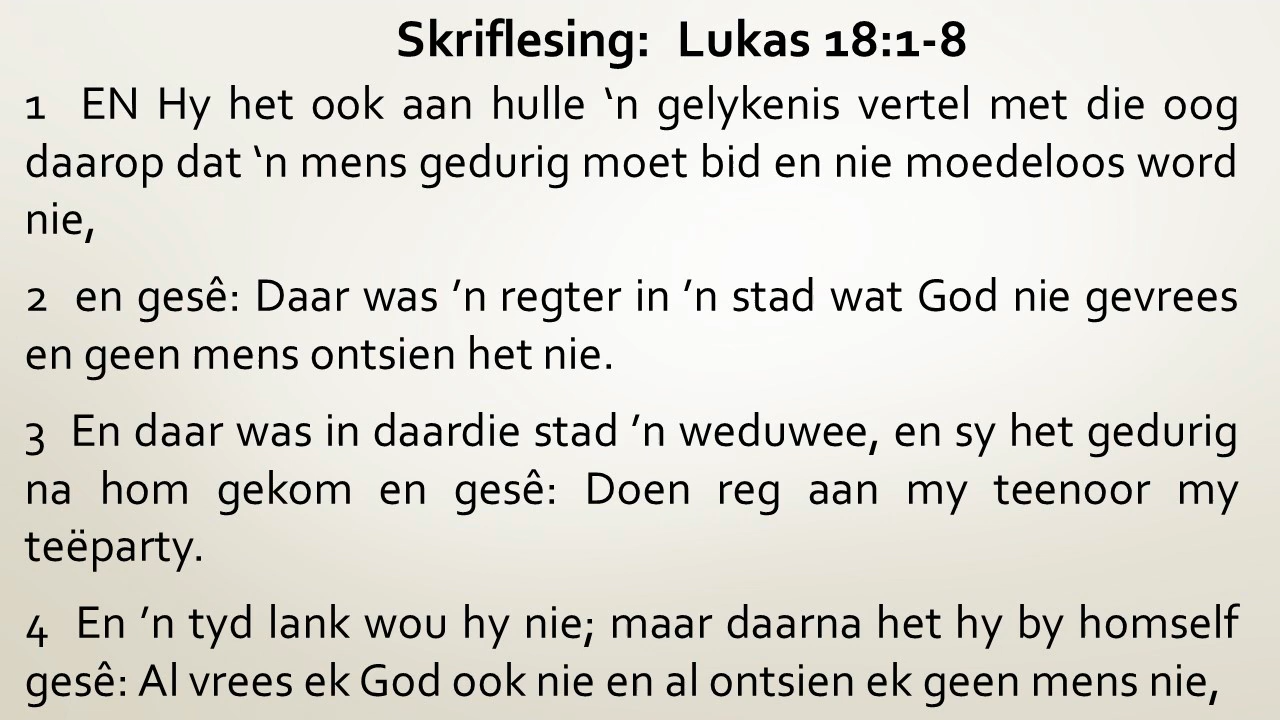 Skriflesing: Lukas 18:1-8
1 EN Hy het ook aan hulle ‘n gelykenis vertel met die oog
daarop dat ‘n mens gedurig moet bid en nie moedeloos word
nie,
2 en gesê: Daar was ’n regter in ’n stad wat God nie gevrees
en geen mens ontsien het nie.
3 En daar was in daardie stad ’n weduwee, en sy het gedurig
na hom gekom en gesê: Doen reg aan my teenoor my
teëparty.
4 En ’n tyd lank wou hy nie; maar daarna het hy by homself
gesê: Al vrees ek God ook nie en al ontsien ek geen mens nie,